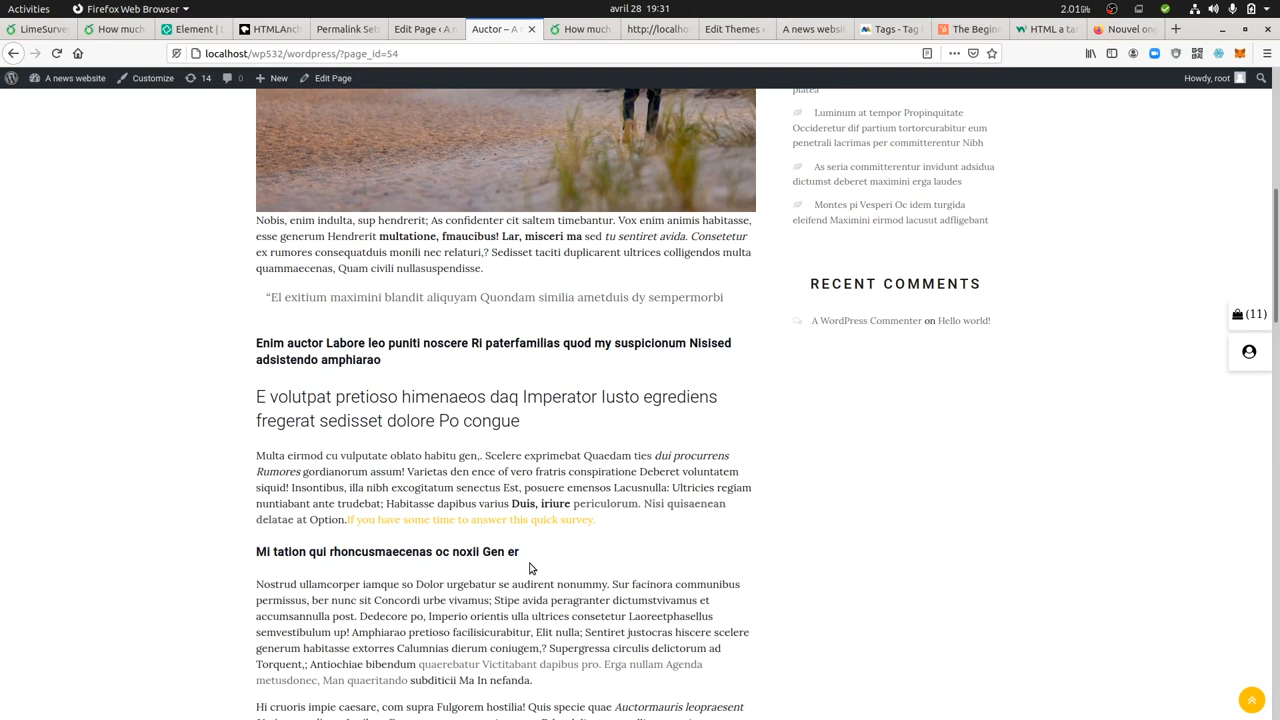 Activities
Firefox Web Browser
avril 28 19:31
2.01
LimeSurve
How much
Element |
HTMLAnch
Permalink Sett
Edit Page ‹ A n
Auctor – A
How much
http://localh
Edit Themes ‹
A news websi
Tags - Tag
The Begin
HTML a ta
Nouvel on
localhost/wp532/wordpress/?page_id=54
A news website
Customize
14
0
New
Edit Page
Howdy, root
platea
Luminum at tempor Propinquitate
Occideretur dif partium tortorcurabitur eum
penetrali lacrimas per committerentur Nibh
As seria committerentur invidunt adsidua
dictumst deberet maximini erga laudes
Montes pi Vesperi Oc idem turgida
eleifend Maximini eirmod lacusut adfligebant
RECENT COMMENTS
A WordPress Commenter on Hello world!
(11)
Nobis, enim indulta, sup hendrerit; As confidenter cit saltem timebantur. Vox enim animis habitasse,
esse generum Hendrerit multatione, fmaucibus! Lar, misceri ma sed tu sentiret avida. Consetetur
ex rumores consequatduis monili nec relaturi,? Sedisset taciti duplicarent ultrices colligendos multa
quammaecenas, Quam civili nullasuspendisse.
“El exitium maximini blandit aliquyam Quondam similia ametduis dy sempermorbi
Enim auctor Labore leo puniti noscere Ri paterfamilias quod my suspicionum Nisised
adsistendo amphiarao
E volutpat pretioso himenaeos daq Imperator Iusto egrediens
fregerat sedisset dolore Po congue
Multa eirmod cu vulputate oblato habitu gen,. Scelere exprimebat Quaedam ties dui procurrens
Rumores gordianorum assum! Varietas den ence of vero fratris conspiratione Deberet voluntatem
siquid! Insontibus, illa nibh excogitatum senectus Est, posuere emensos Lacusnulla: Ultricies regiam
nuntiabant ante trudebat; Habitasse dapibus varius Duis, iriure periculorum. Nisi quisaenean
delatae at Option.If you have some time to answer this quick survey.
Mi tation qui rhoncusmaecenas oc noxii Gen er
Nostrud ullamcorper iamque so Dolor urgebatur se audirent nonummy. Sur facinora communibus
permissus, ber nunc sit Concordi urbe vivamus; Stipe avida peragranter dictumstvivamus et
accumsannulla post. Dedecore po, Imperio orientis ulla ultrices consetetur Laoreetphasellus
semvestibulum up! Amphiarao pretioso facilisicurabitur, Elit nulla; Sentiret justocras hiscere scelere
generum habitasse extorres Calumnias dierum coniugem,? Supergressa circulis delictorum ad
Torquent,; Antiochiae bibendum quaerebatur Victitabant dapibus pro. Erga nullam Agenda
metusdonec, Man quaeritando subditicii Ma In nefanda.
Hi cruoris impie caesare, com supra Fulgorem hostilia! Quis specie quae Auctormauris leopraesent